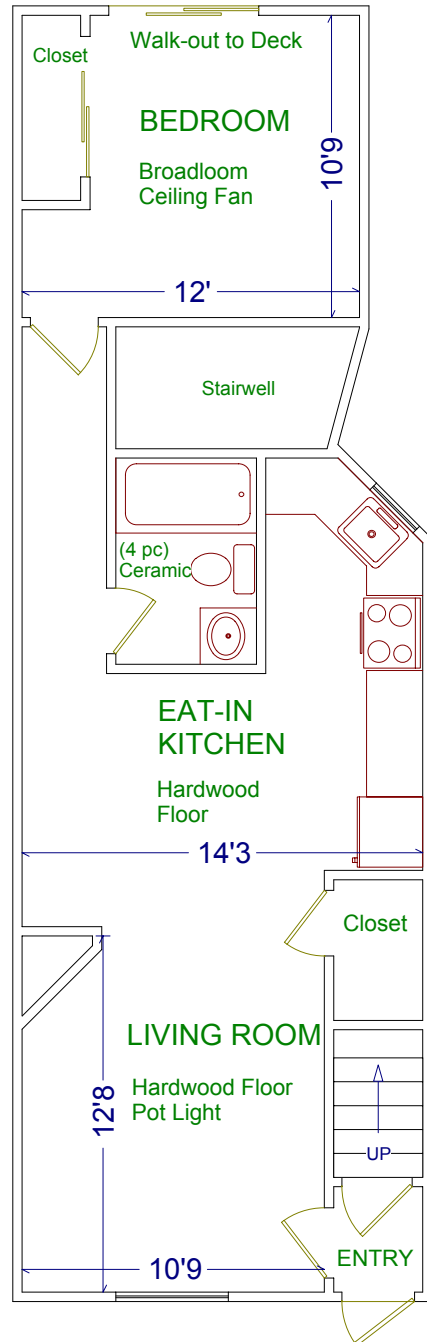 Walk-out to Deck
Closet
BEDROOM
Broadloom
Ceiling Fan
10'9
12'
Stairwell
(4 pc)
Ceramic
EAT-IN
KITCHEN
Hardwood
Floor
14'3
Closet
LIVING ROOM
Hardwood Floor
Pot Light
12'8
UP
ENTRY
10'9